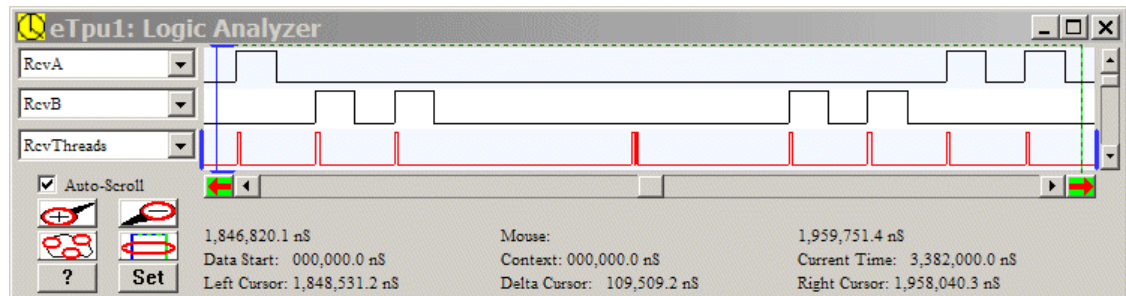 eTpu1: Logic Analyzer
RcvA
RcvB
RcvThreads
Auto-Scroll
? Set
1,846,820.1 nS Mouse: 1,959,751.4 nS
Data Start: 000,000.0 nS Context: 000,000.0 nS Current Time: 3,382,000.0 nS
Left Cursor: 1,848,531.2 nS Delta Cursor: 109,509.2 nS Right Cursor: 1,958,040.3 nS